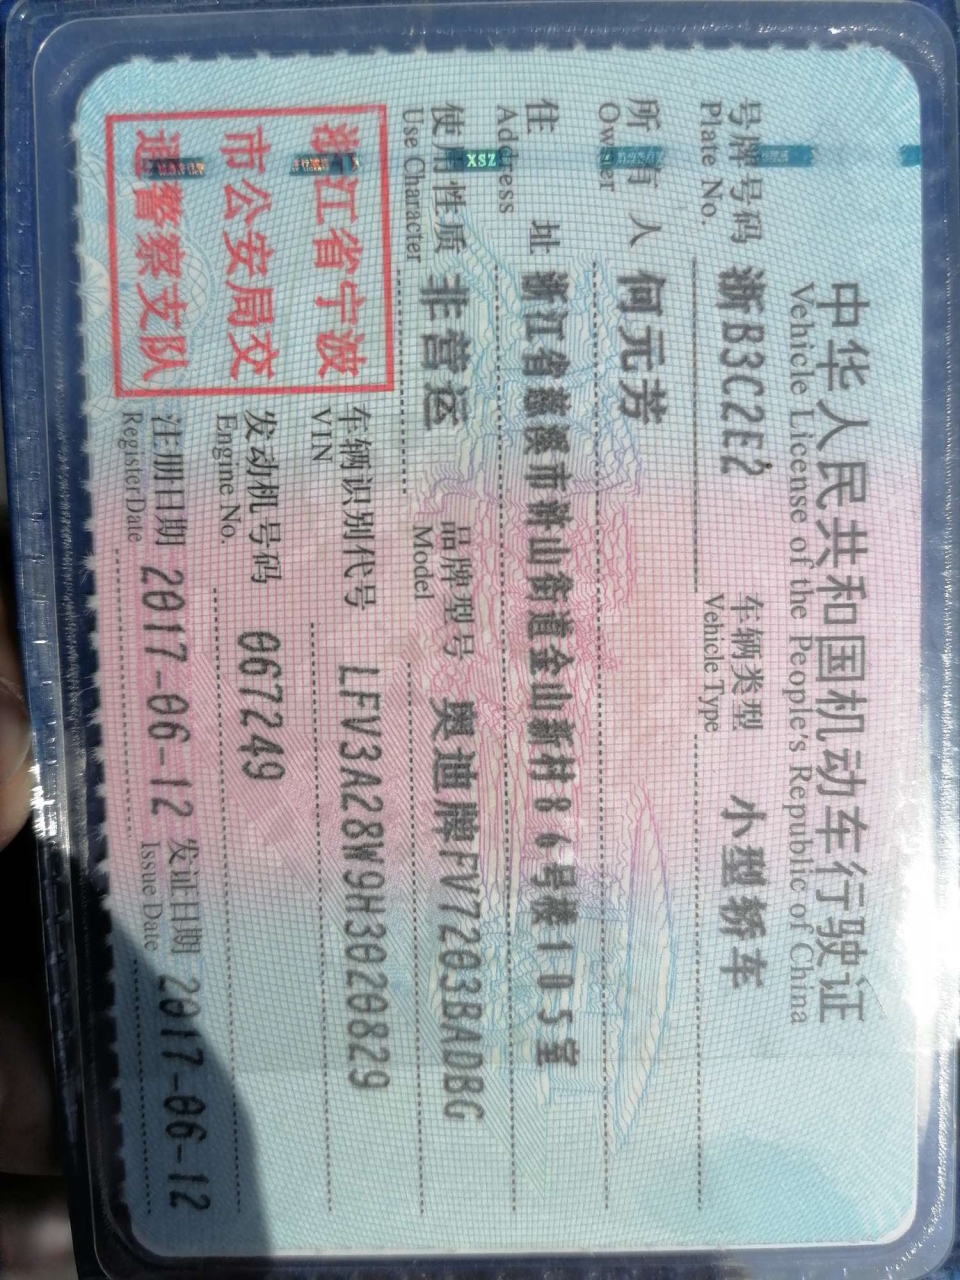 中华人民共和国机动车行驶证
Vehicle License of the People's Republic of China
号牌号码 浙B3C2E2 车辆类型 小型轿车
Plate No. Vehicle Type
所有人 何元芳
Owner
住址 浙江省慈溪市浒山街道金山新村86号楼105室
Address
使用性质 非营运 品牌型号 奥迪牌FV7203BADBG
Use Character Model
浙江省宁波
市公安局交
通警察支队
车辆识别代号 LFV3A28W9H3020829
VIN
发动机号码 067249
Engine No.
注册日期 2017-06-12 发证日期 2017-06-12
Register Date Issue Date
ZSX